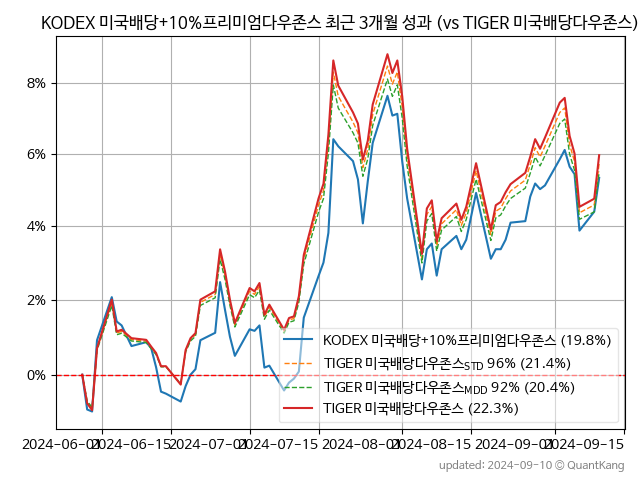 KODEX 미국배당+10%프리미엄다우존스 최근 3개월 성과 (vs TIGER 미국배당다우존스)
8%
6%
4%
2%
0%
KODEX 미국배당+10%프리미엄다우존스 (19.8%)
TIGER 미국배당다우존스STD 96% (21.4%)
TIGER 미국배당다우존스MDD 92% (20.4%)
TIGER 미국배당다우존스 (22.3%)
2024-06-01 2024-06-15 2024-07-01 2024-07-15 2024-08-01 2024-08-15 2024-09-01 2024-09-15
updated: 2024-09-10 © QuantKang